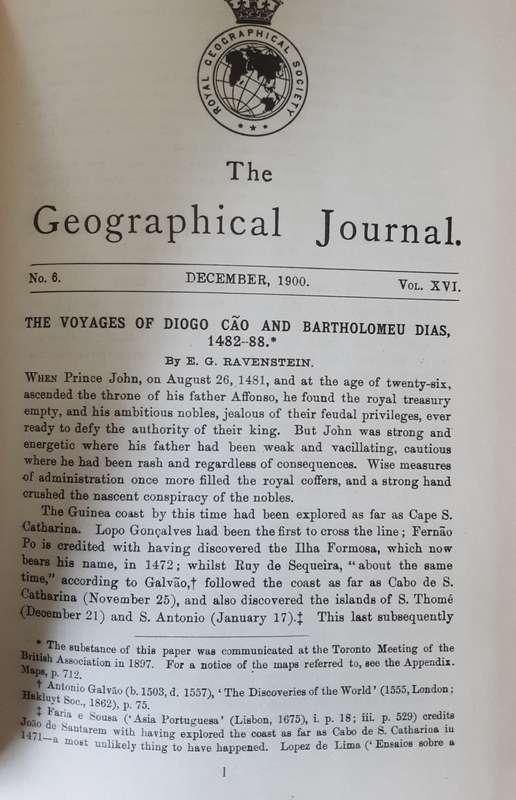 ROYAL GEOGRAPHICAL SOCIETY
The
Geographical Journal.
No. 6. DECEMBER, 1900. VOL. XVI.
THE VOYAGES OF DIOGO CÃO AND BARTHOLOMEU DIAS,
1482–88.*
By E. G. RAVENSTEIN.
WHEN Prince John, on August 26, 1481, and at the age of twenty-six,
ascended the throne of his father Affonso, he found the royal treasury
empty, and his ambitious nobles, jealous of their feudal privileges, ever
ready to defy the authority of their king. But John was strong and
energetic where his father had been weak and vacillating, cautious
where he had been rash and regardless of consequences. Wise measures
of administration once more filled the royal coffers, and a strong hand
crushed the nascent conspiracy of the nobles.
The Guinea coast by this time had been explored as far as Cape S.
Catharina. Lopo Gonçalves had been the first to cross the line; Fernão
Po is credited with having discovered the Ilha Formosa, which now
bears his name, in 1472; whilst Ruy de Sequeira, "about the same
time," according to Galvão,† followed the coast as far as Cabo de S.
Catharina (November 25), and also discovered the islands of S. Thomé
(December 21) and S. Antonio (January 17).‡ This last subsequently
* The substance of this paper was communicated at the Toronto Meeting of the
British Association in 1897. For a notice of the maps referred to, see the Appendix.
Maps, p. 712.
† Antonio Galvão (b. 1503, d. 1557), 'The Discoveries of the World' (1555, London;
Hakluyt Soc., 1862), p. 75.
‡ Faria e Sousa ('Asia Portuguesa' (Lisbon, 1675), i. p. 18; iii. p. 529) credits
João de Santarem with having explored the coast as far as Cabo de S. Catharina in
1471—a most unlikely thing to have happened. Lopez de Lima ('Ensaios sobre a
I